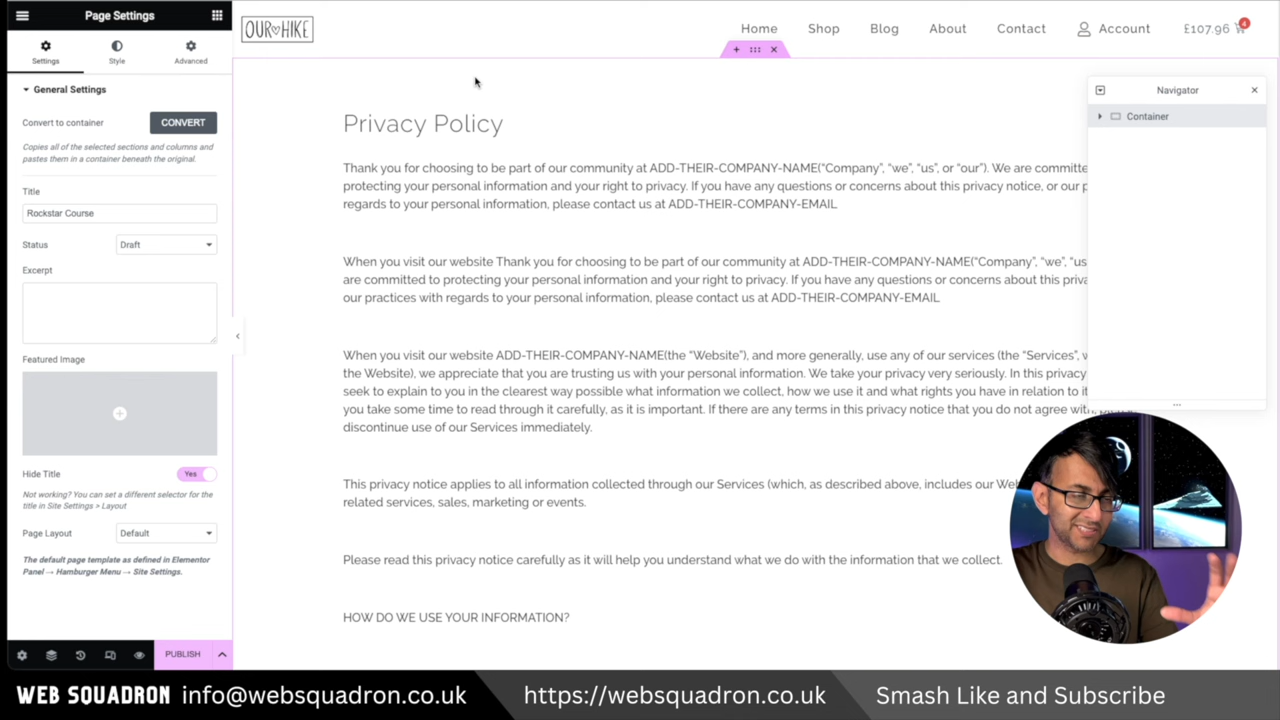 Page Settings
Settings
Style
Advanced
General Settings
Convert to container
CONVERT
Copies all of the selected sections and columns and
pastes them in a container beneath the original.
Title
Rockstar Course
Status
Draft
Excerpt
Featured Image
Hide Title
Yes
Not working? You can set a different selector for the
title in Site Settings > Layout
Page Layout
Default
The default page template as defined in Elementor
Panel → Hamburger Menu → Site Settings.
PUBLISH
OUR HIKE
Home
Shop
Blog
About
Contact
Account
£107.96
4
Privacy Policy
Thank you for choosing to be part of our community at ADD-THEIR-COMPANY-NAME(“Company”, “we”, “us”, or “our”). We are committe
protecting your personal information and your right to privacy. If you have any questions or concerns about this privacy notice, or our p
regards to your personal information, please contact us at ADD-THEIR-COMPANY-EMAIL
When you visit our website Thank you for choosing to be part of our community at ADD-THEIR-COMPANY-NAME(“Company”, “we”, “us
are committed to protecting your personal information and your right to privacy. If you have any questions or concerns about this priva
our practices with regards to your personal information, please contact us at ADD-THEIR-COMPANY-EMAIL
When you visit our website ADD-THEIR-COMPANY-NAME(the “Website”), and more generally, use any of our services (the “Services”, w
the Website), we appreciate that you are trusting us with your personal information. We take your privacy very seriously. In this privacy
seek to explain to you in the clearest way possible what information we collect, how we use it and what rights you have in relation to it
you take some time to read through it carefully, as it is important. If there are any terms in this privacy notice that you do not agree with,
discontinue use of our Services immediately.
This privacy notice applies to all information collected through our Services (which, as described above, includes our Web
related services, sales, marketing or events.
Please read this privacy notice carefully as it will help you understand what we do with the information that we collect.
HOW DO WE USE YOUR INFORMATION?
Navigator
Container
WEB SQUADRON info@websquadron.co.uk
https://websquadron.co.uk
Smash Like and Subscribe